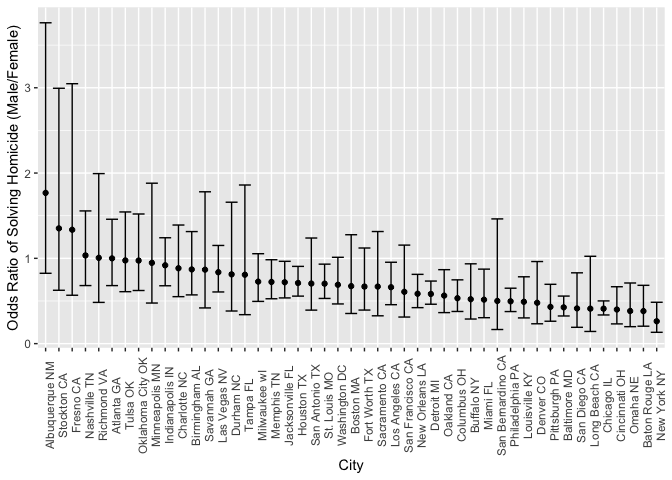 Odds Ratio of Solving Homicide (Male/Female)
3
2
1
0
Albuquerque NM
Stockton CA
Fresno CA
Nashville TN
Richmond VA
Atlanta GA
Tulsa OK
Oklahoma City OK
Minneapolis MN
Indianapolis IN
Charlotte NC
Birmingham AL
Savannah GA
Las Vegas NV
Durham NC
Tampa FL
Milwaukee wI
Memphis TN
Jacksonville FL
Houston TX
San Antonio TX
St. Louis MO
Washington DC
Boston MA
Fort Worth TX
Sacramento CA
Los Angeles CA
San Francisco CA
New Orleans LA
Detroit MI
Oakland CA
Columbus OH
Buffalo NY
Miami FL
San Bernardino CA
Philadelphia PA
Louisville KY
Denver CO
Pittsburgh PA
Baltimore MD
San Diego CA
Long Beach CA
Chicago IL
Cincinnati OH
Omaha NE
Baton Rouge LA
New York NY
City